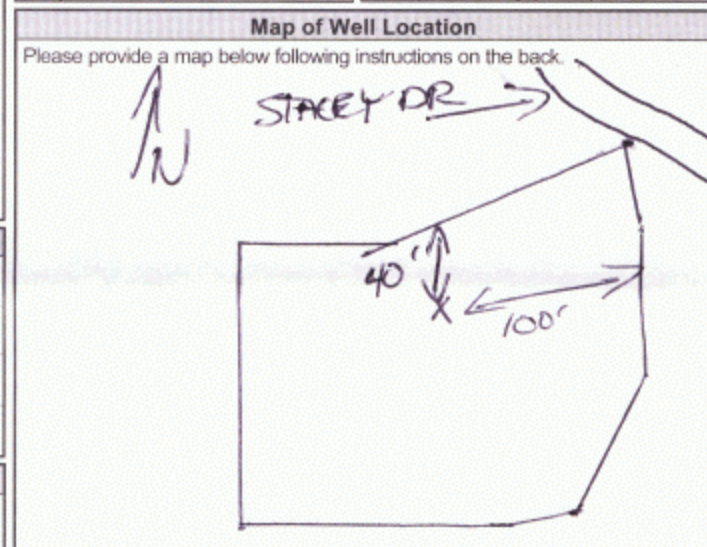 Map of Well Location
Please provide a map below following instructions on the back.
STACEY DR
N
40'
X
100'